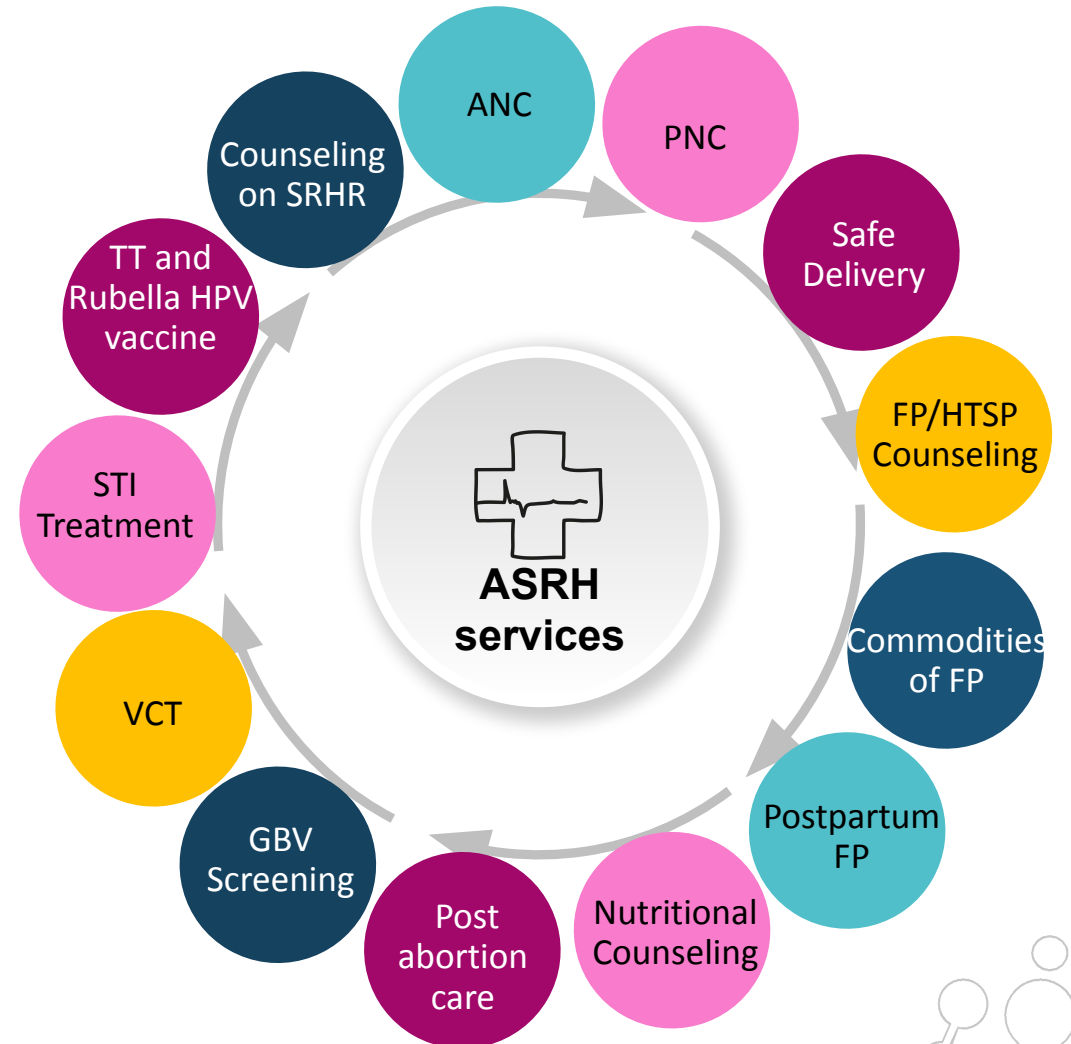 ANC
PNC
Safe
Delivery
FP/HTSP
Counseling
Commodities
of FP
Postpartum
FP
Nutritional
Counseling
Post
abortion
care
GBV
Screening
VCT
STI
Treatment
TT and
Rubella HPV
vaccine
Counseling
on SRHR
ASRH
services